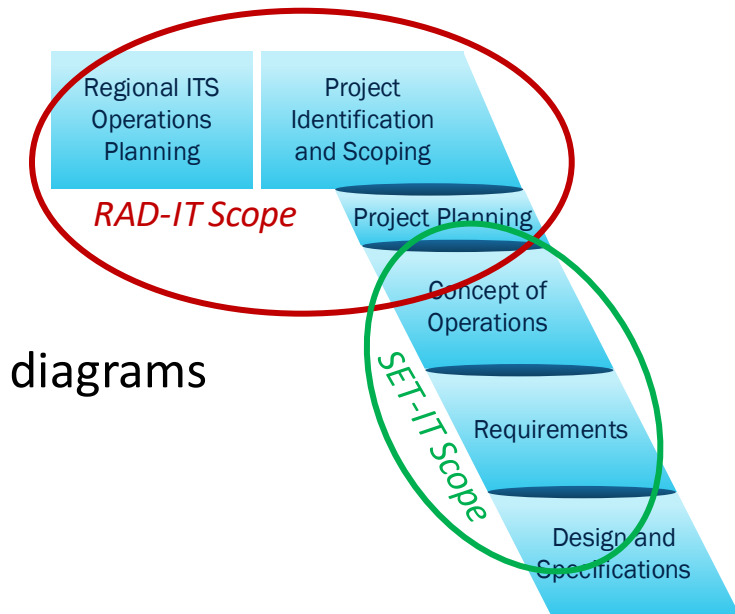 Regional ITS
Operations
Planning
Project
Identification
and Scoping
RAD-IT Scope
Project Planning
Concept of
Operations
diagrams
SET-IT Scope
Requirements
Design and
Specifications